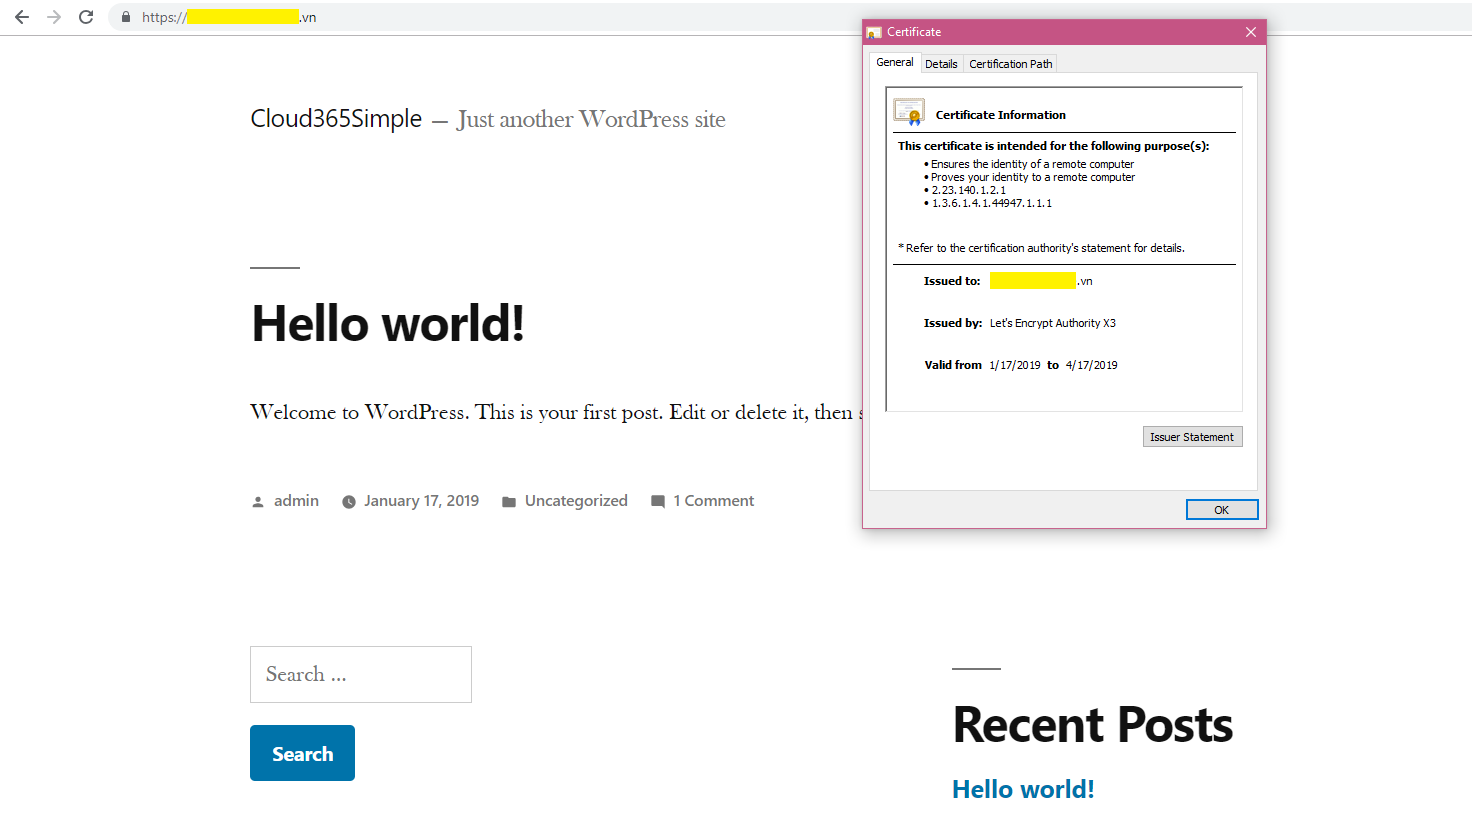 https://
.vn
Cloud365Simple — Just another WordPress site
Hello world!
Welcome to WordPress. This is your first post. Edit or delete it, then s
admin January 17, 2019 Uncategorized 1 Comment
Search ...
Search
Recent Posts
Hello world!
Certificate
General Details Certification Path
Certificate Information
This certificate is intended for the following purpose(s):
• Ensures the identity of a remote computer
• Proves your identity to a remote computer
• 2.23.140.1.2.1
• 1.3.6.1.4.1.44947.1.1.1
* Refer to the certification authority's statement for details.
Issued to: .vn
Issued by: Let's Encrypt Authority X3
Valid from 1/17/2019 to 4/17/2019
Issuer Statement
OK